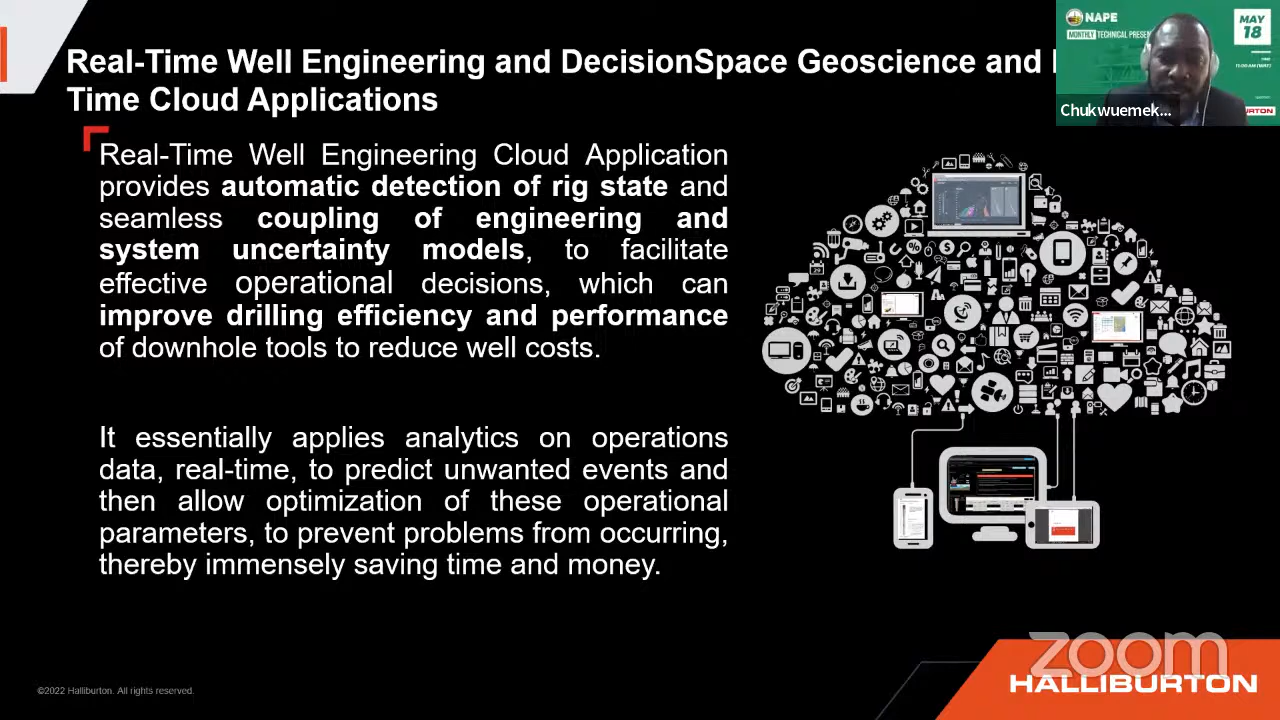 Real-Time Well Engineering and DecisionSpace Geoscience and
Time Cloud Applications
Real-Time Well Engineering Cloud Application
provides automatic detection of rig state and
seamless coupling of engineering and
system uncertainty models, to facilitate
effective operational decisions, which can
improve drilling efficiency and performance
of downhole tools to reduce well costs.
It essentially applies analytics on operations
data, real-time, to predict unwanted events and
then allow optimization of these operational
parameters, to prevent problems from occurring,
thereby immensely saving time and money.
NAPE
MONTHLY TECHNICAL
MAY
18
Chukwuemek...
©2022 Halliburton. All rights reserved.
zoom
HALLIBURTON